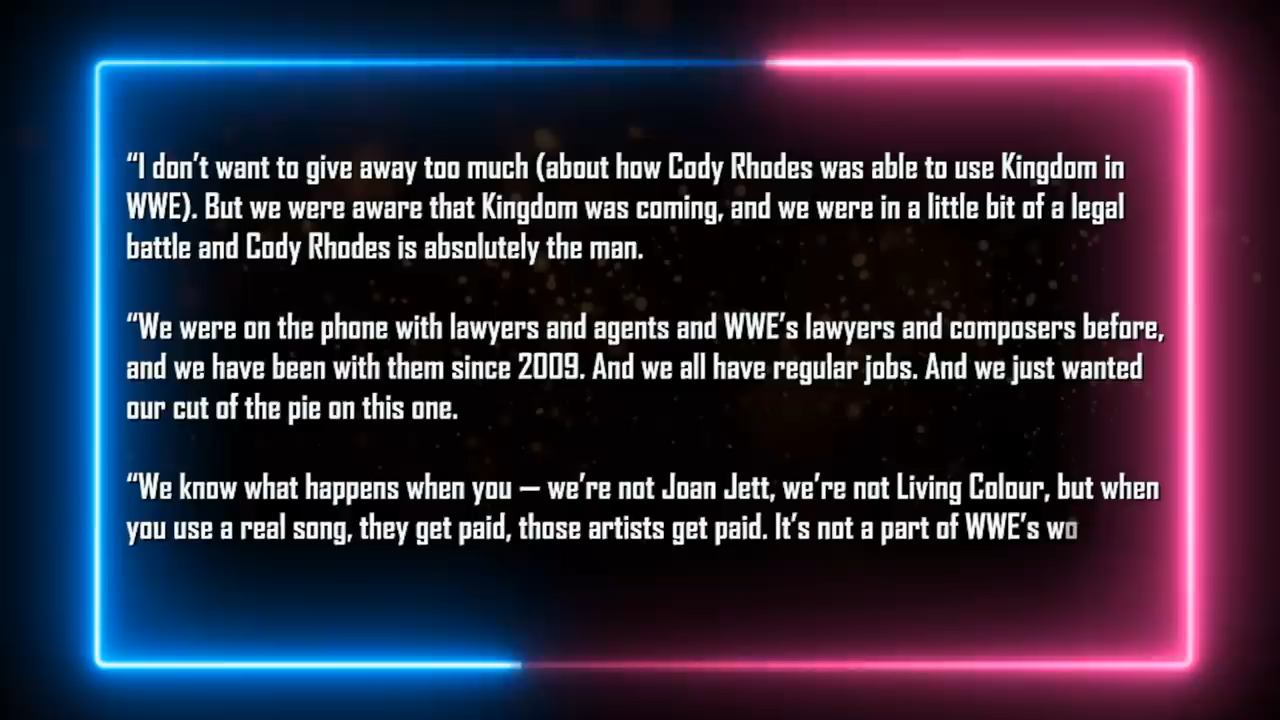 “I don’t want to give away too much (about how Cody Rhodes was able to use Kingdom in
WWE). But we were aware that Kingdom was coming, and we were in a little bit of a legal
battle and Cody Rhodes is absolutely the man.
“We were on the phone with lawyers and agents and WWE’s lawyers and composers before,
and we have been with them since 2009. And we all have regular jobs. And we just wanted
our cut of the pie on this one.
“We know what happens when you — we’re not Joan Jett, we’re not Living Colour, but when
you use a real song, they get paid, those artists get paid. It’s not a part of WWE’s wo